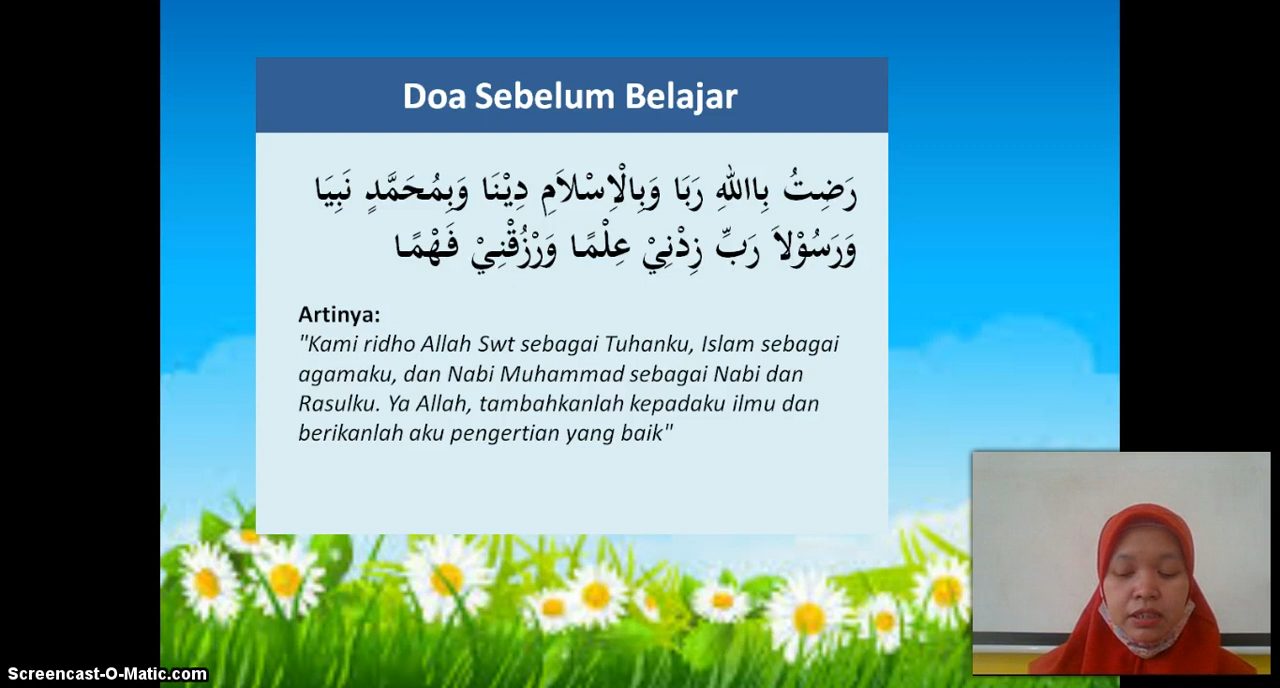 Doa Sebelum Belajar
رَضِتُ بِااللهِ رَبَا وَبِالْاِسْلاَمِ دِيْنَا وَبِمُحَمَّدٍ نَبِيَا
وَرَسُوْلاَ رَبِّ زِدْنِيْ عِلْمًا وَرْزُقْنِيْ فَهْمًا
Artinya:
"Kami ridho Allah Swt sebagai Tuhanku, Islam sebagai
agamaku, dan Nabi Muhammad sebagai Nabi dan
Rasulku. Ya Allah, tambahkanlah kepadaku ilmu dan
berikanlah aku pengertian yang baik"
Screencast-O-Matic.com